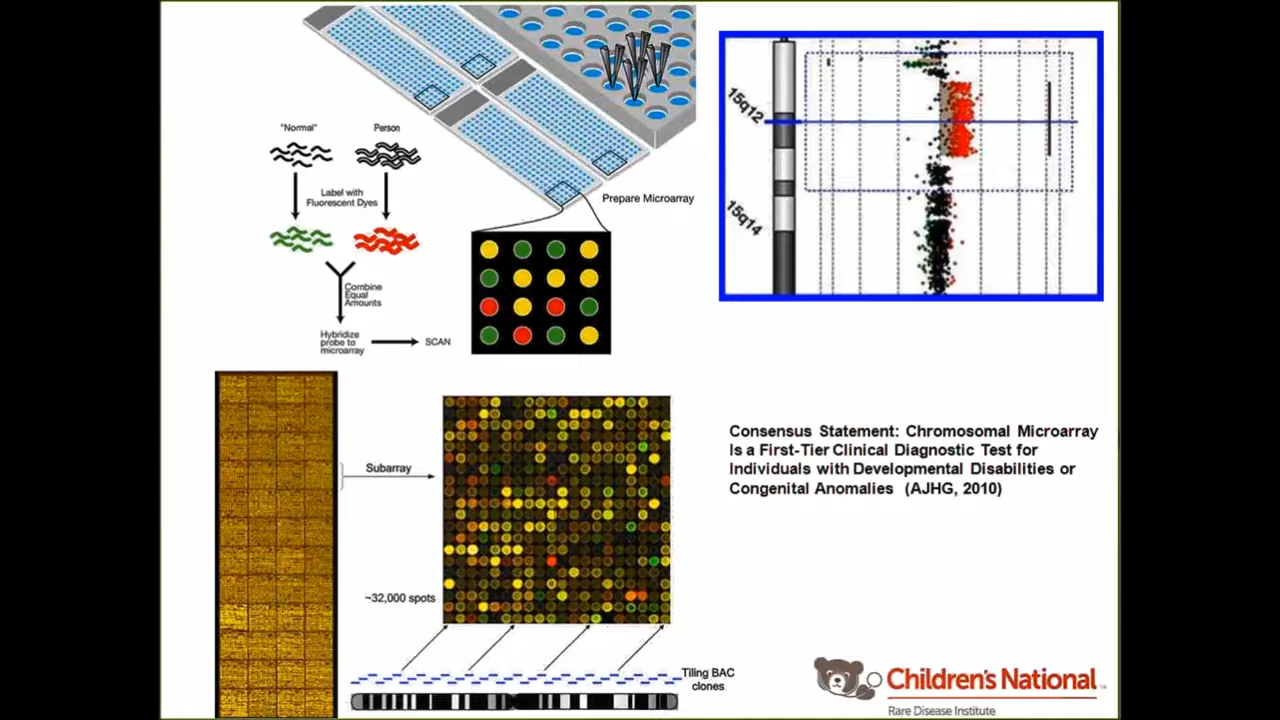 "Normal"
Person
Label with
Fluorescent Dyes
Combine
Equal
Amounts
Hybridize
probe to
microarray
SCAN
Prepare Microarray
15q12
15q14
Subarray
~32,000 spots
Tiling BAC
clones
Consensus Statement: Chromosomal Microarray
Is a First-Tier Clinical Diagnostic Test for
Individuals with Developmental Disabilities or
Congenital Anomalies (AJHG, 2010)
Children's National
Rare Disease Institute